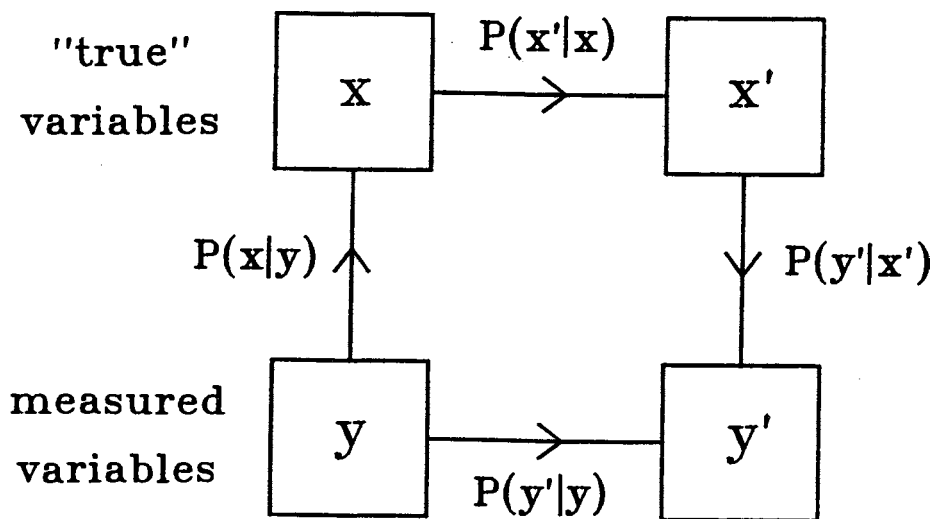 "true"
variables
x
P(x'|x)
x'
P(x|y)
P(y'|x')
measured
variables
y
P(y'|y)
y'